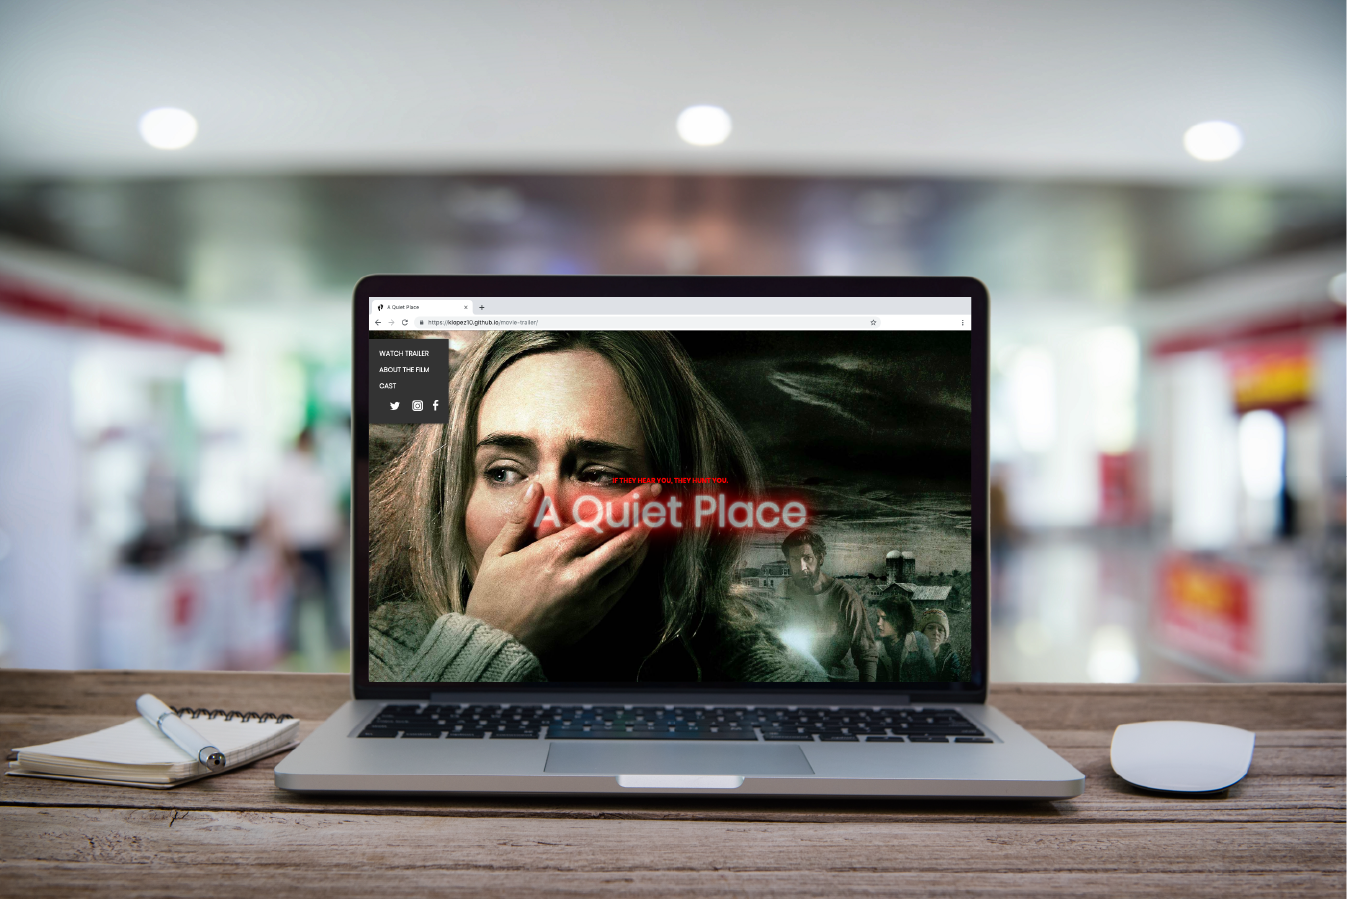 A Quiet Place
https://klopez10.github.io/movie-trailer/
WATCH TRAILER
ABOUT THE FILM
CAST
IF THEY HEAR YOU, THEY HUNT YOU.
A Quiet Place